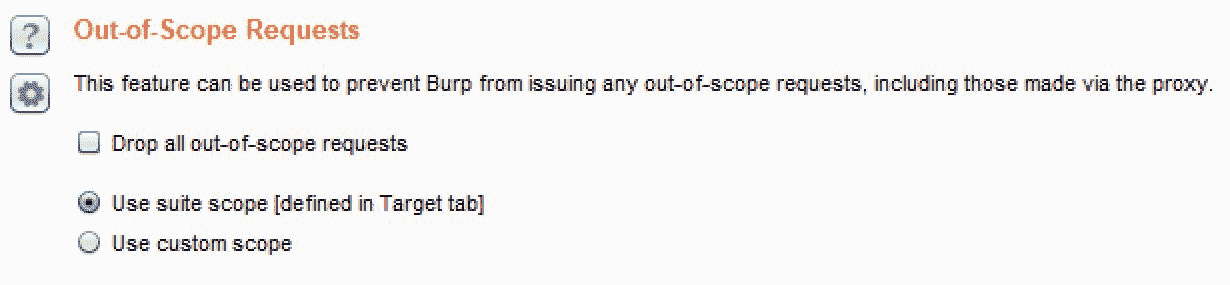 ?
Out-of-Scope Requests
This feature can be used to prevent Burp from issuing any out-of-scope requests, including those made via the proxy.
Drop all out-of-scope requests
Use suite scope [defined in Target tab]
Use custom scope